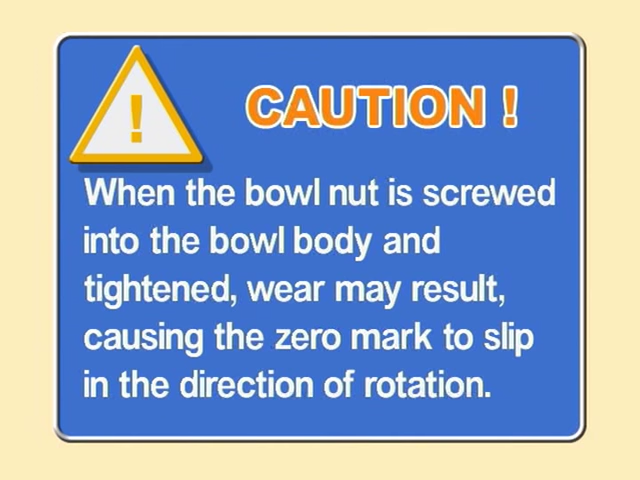 !
CAUTION !
When the bowl nut is screwed
into the bowl body and
tightened, wear may result,
causing the zero mark to slip
in the direction of rotation.